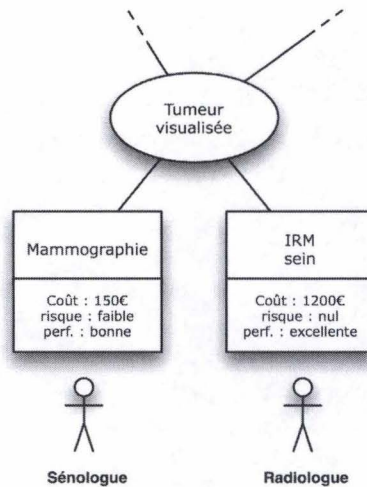 Tumeur
visualisée
Mammographie
Coût : 150€
risque : faible
perf. : bonne
IRM
sein
Coût : 1200€
risque : nul
perf. : excellente
Sénologue
Radiologue